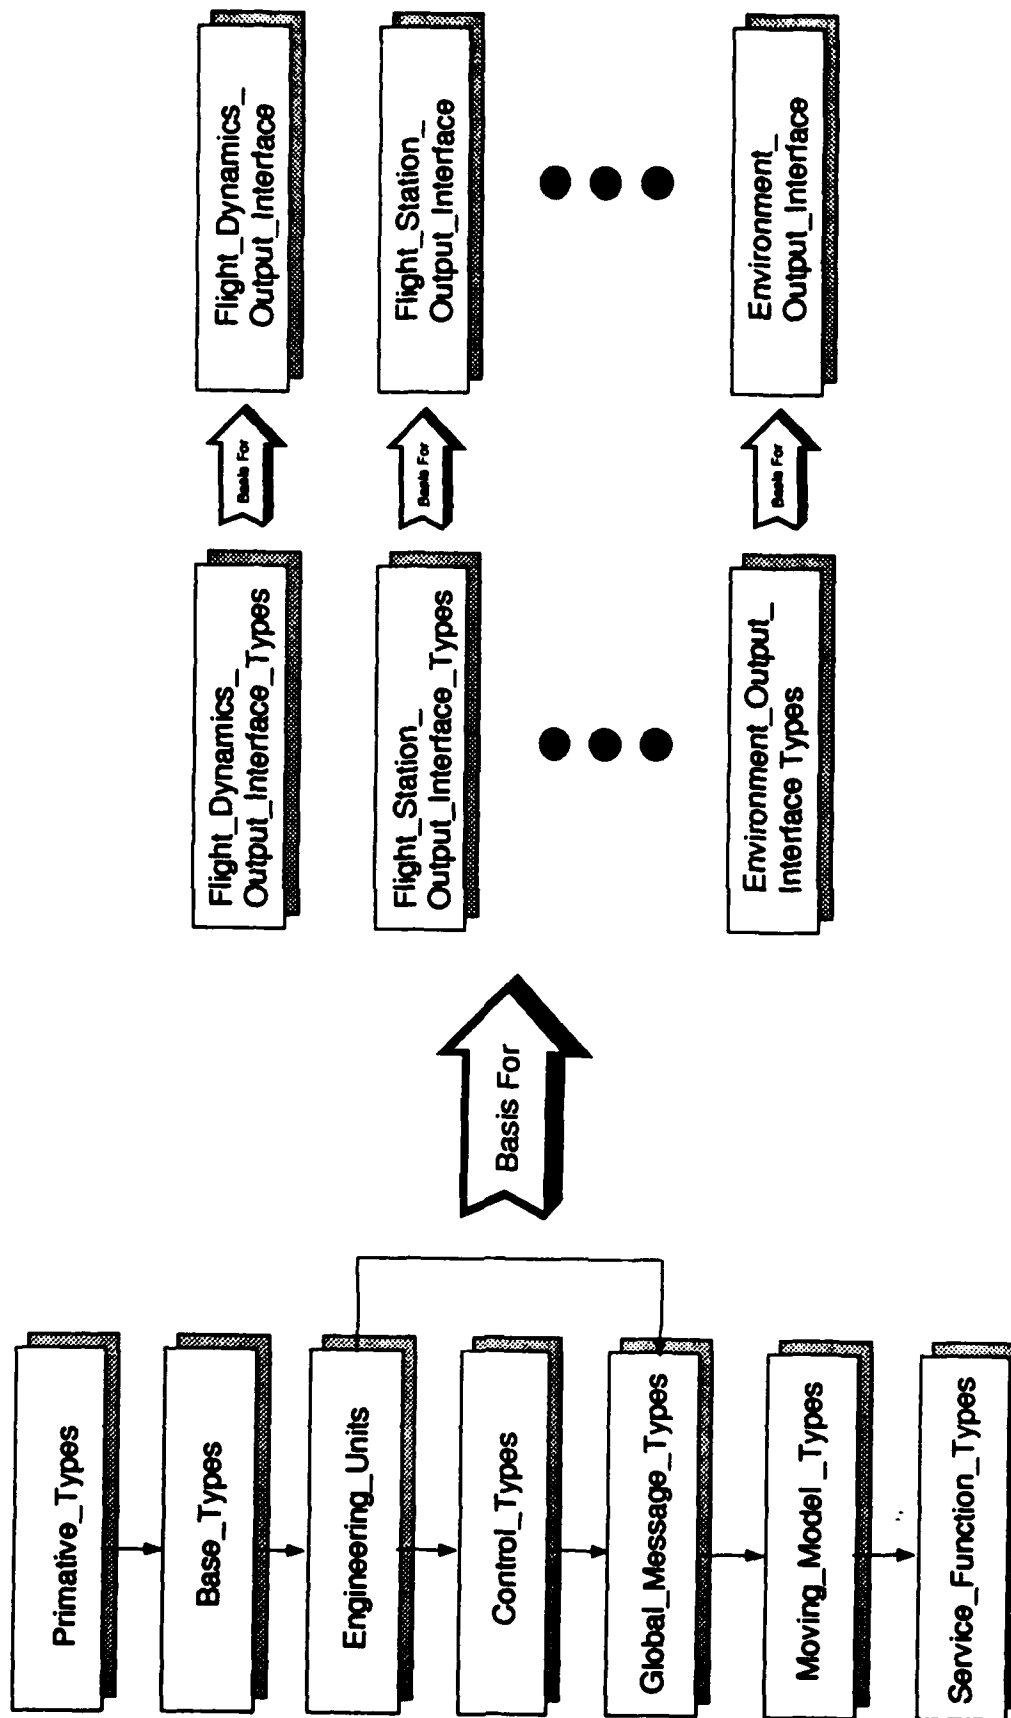 Primative_Types
Base_Types
Engineering_Units
Control_Types
Global_Message_Types
Moving_Model_Types
Service_Function_Types
Basis For
Flight_Dynamics_
Output_Interface_Types
Flight_Station_
Output_Interface_Types
Environment_Output_
Interface Types
Basis For
Basis For
Basis For
Flight_Dynamics_
Output_Interface
Flight_Station_
Output_Interface
Environment_
Output_Interface